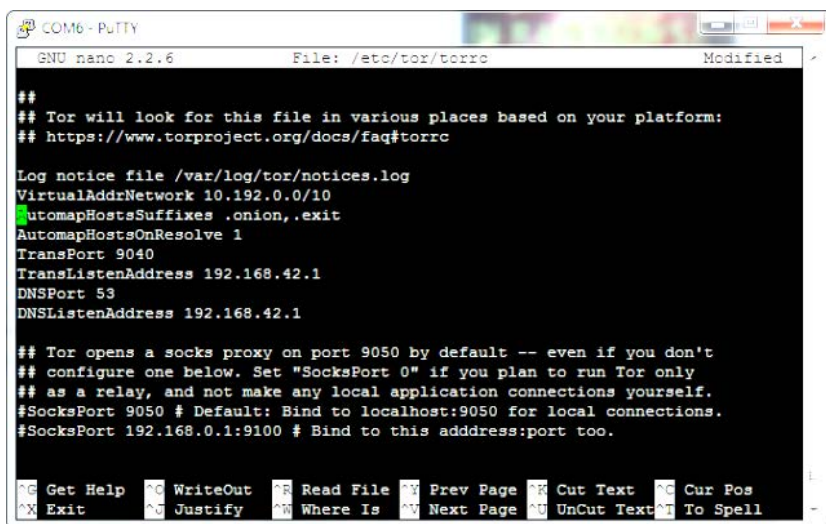 COM6 - PuTTY
GNU nano 2.2.6 File: /etc/tor/torrc Modified
##
## Tor will look for this file in various places based on your platform:
## https://www.torproject.org/docs/faq#torrc
Log notice file /var/log/tor/notices.log
VirtualAddrNetwork 10.192.0.0/10
AutomapHostsSuffixes .onion,.exit
AutomapHostsOnResolve 1
TransPort 9040
TransListenAddress 192.168.42.1
DNSPort 53
DNSListenAddress 192.168.42.1
## Tor opens a socks proxy on port 9050 by default -- even if you don't
## configure one below. Set "SocksPort 0" if you plan to run Tor only
## as a relay, and not make any local application connections yourself.
#SocksPort 9050 # Default: Bind to localhost:9050 for local connections.
#SocksPort 192.168.0.1:9100 # Bind to this adddress:port too.
^G Get Help ^O WriteOut ^R Read File ^Y Prev Page ^K Cut Text ^C Cur Pos
^X Exit ^J Justify ^W Where Is ^V Next Page ^U UnCut Text ^T To Spell